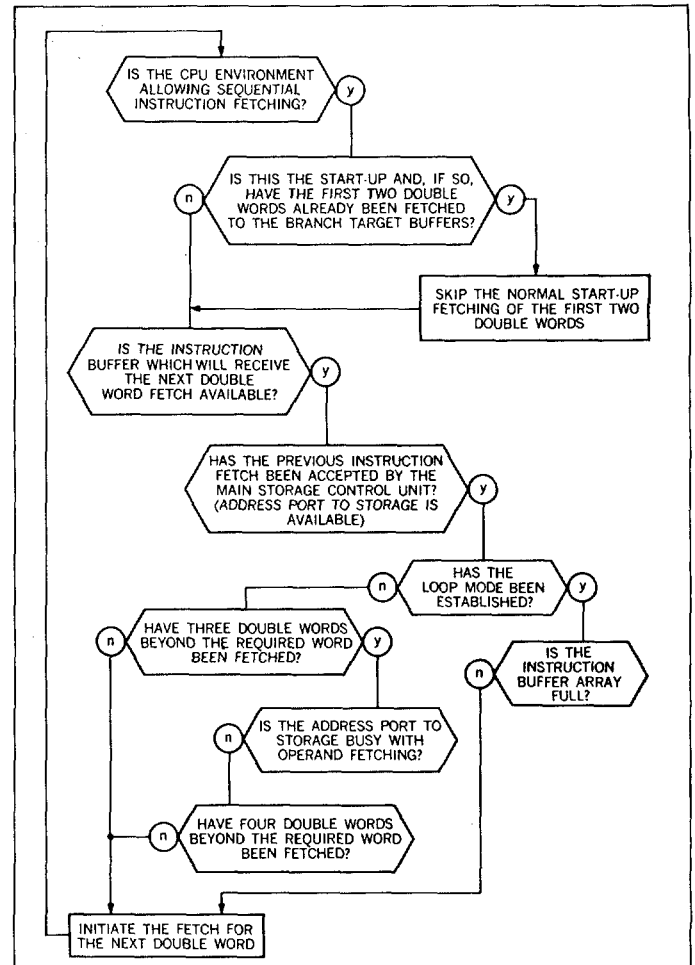 IS THE CPU ENVIRONMENT
ALLOWING SEQUENTIAL
INSTRUCTION FETCHING?
y
IS THIS THE START-UP AND, IF SO,
HAVE THE FIRST TWO DOUBLE
WORDS ALREADY BEEN FETCHED
TO THE BRANCH TARGET BUFFERS?
n
y
SKIP THE NORMAL START-UP
FETCHING OF THE FIRST TWO
DOUBLE WORDS
IS THE INSTRUCTION
BUFFER WHICH WILL RECEIVE
THE NEXT DOUBLE
WORD FETCH AVAILABLE?
y
HAS THE PREVIOUS INSTRUCTION
FETCH BEEN ACCEPTED BY THE
MAIN STORAGE CONTROL UNIT?
(ADDRESS PORT TO STORAGE IS
AVAILABLE)
y
HAS THE
LOOP MODE BEEN
ESTABLISHED?
n
y
HAVE THREE DOUBLE WORDS
BEYOND THE REQUIRED WORD
BEEN FETCHED?
n
y
IS THE
INSTRUCTION
BUFFER ARRAY
FULL?
n
IS THE ADDRESS PORT TO
STORAGE BUSY WITH
OPERAND FETCHING?
n
HAVE FOUR DOUBLE WORDS
BEYOND THE REQUIRED WORD
BEEN FETCHED?
n
INITIATE THE FETCH FOR
THE NEXT DOUBLE WORD